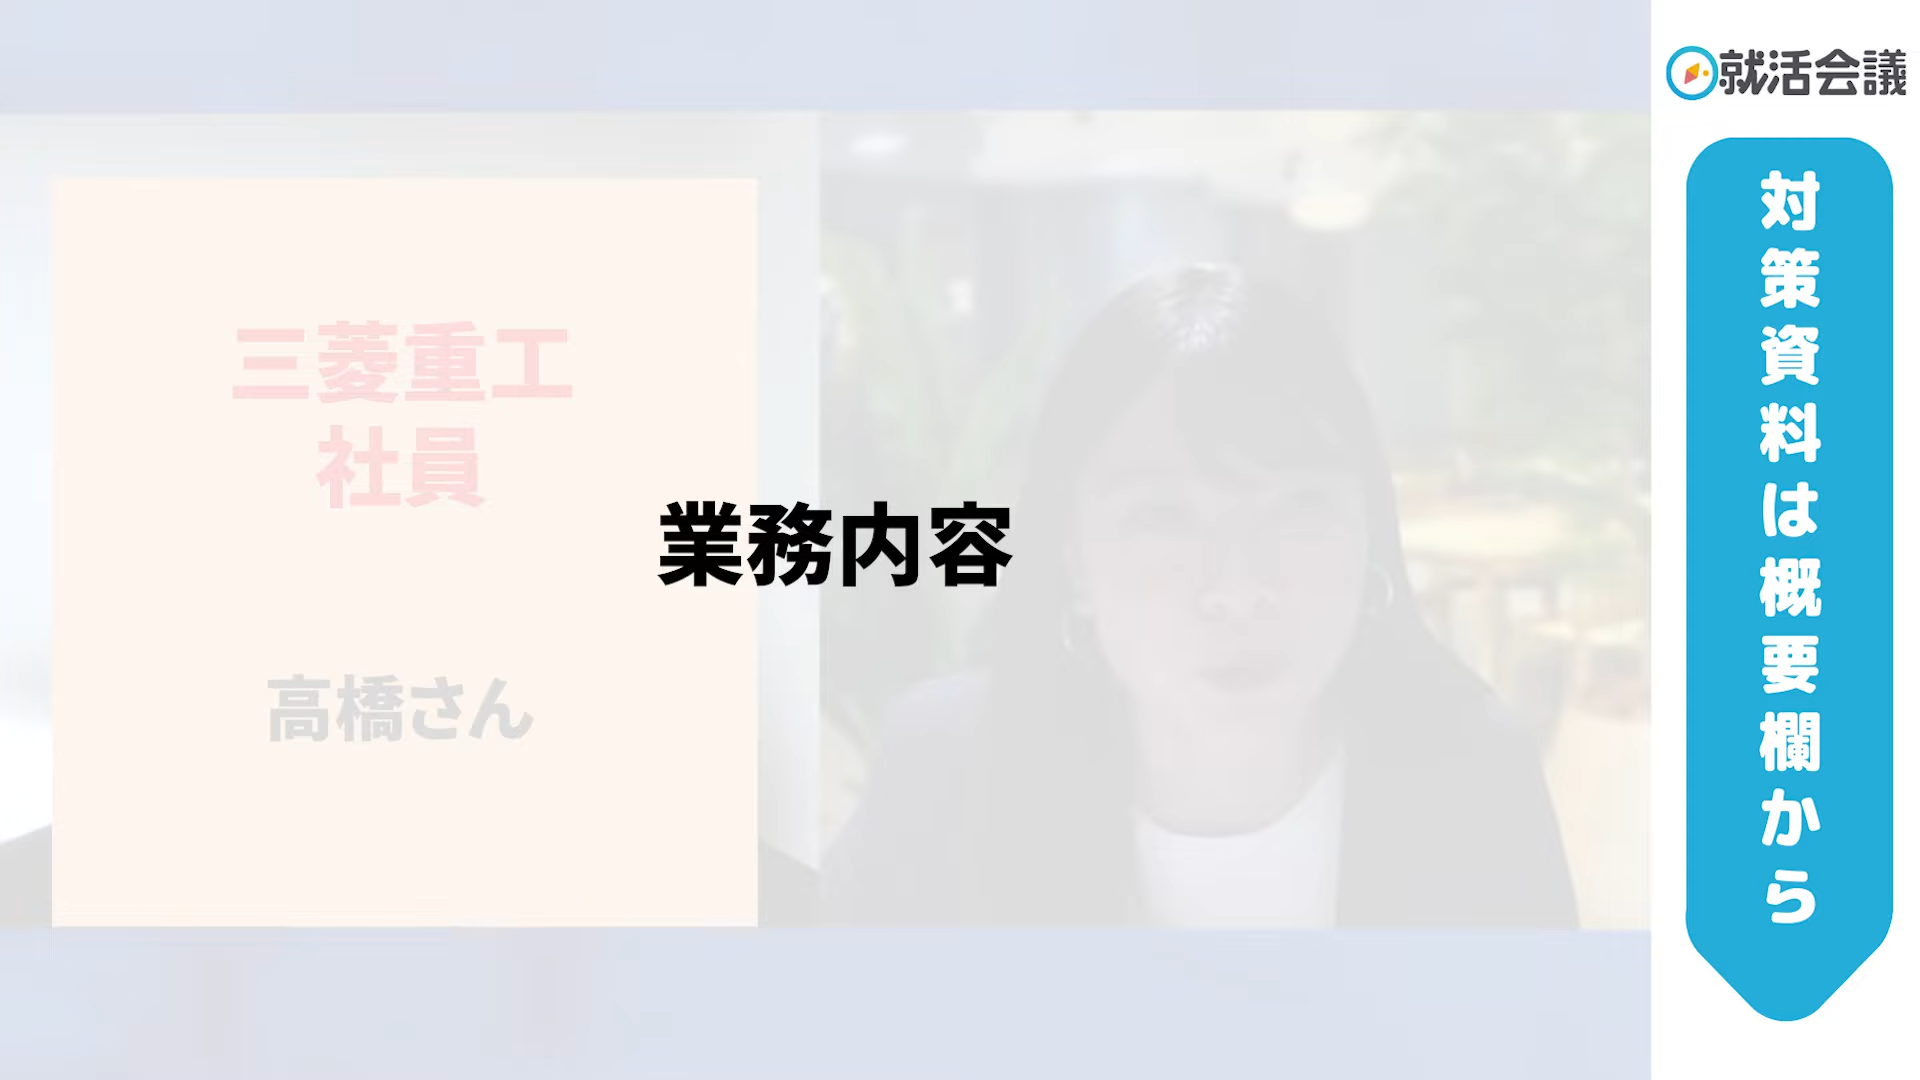 三菱重工
社員
高橋さん
業務内容
就活会議
対策資料は概要欄から